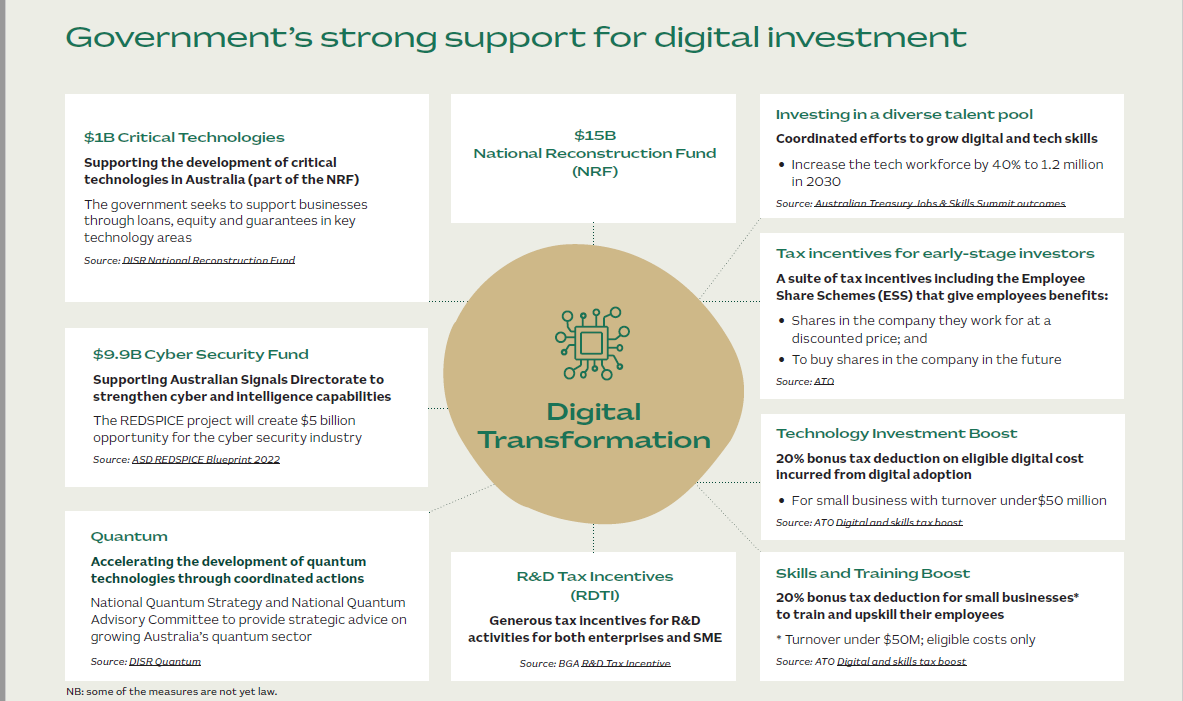 Government's strong support for digital investment
$1B Critical Technologies
Supporting the development of critical
technologies in Australia (part of the NRF)
The government seeks to support businesses
through loans, equity and guarantees in key
technology areas
Source: DISR National Reconstruction Fund
$9.9B Cyber Security Fund
Supporting Australian Signals Directorate to
strengthen cyber and intelligence capabilities
The REDSPICE project will create $5 billion
opportunity for the cyber security industry
Source: ASD REDSPICE Blueprint 2022
Quantum
Accelerating the development of quantum
technologies through coordinated actions
National Quantum Strategy and National Quantum
Advisory Committee to provide strategic advice on
growing Australia's quantum sector
Source: DISR Quantum
$15B
National Reconstruction Fund
(NRF)
Digital
Transformation
R&D Tax Incentives
(RDTI)
Generous tax incentives for R&D
activities for both enterprises and SME
Source: BGA R&D Tax Incentive
Investing in a diverse talent pool
Coordinated efforts to grow digital and tech skills
• Increase the tech workforce by 40% to 1.2 million
in 2030
Source: Australian Treasury Jobs & Skills Summit outcomes
Tax incentives for early-stage investors
A suite of tax incentives including the Employee
Share Schemes (ESS) that give employees benefits:
• Shares in the company they work for at a
discounted price; and
• To buy shares in the company in the future
Source: ATO
Technology Investment Boost
20% bonus tax deduction on eligible digital cost
incurred from digital adoption
• For small business with turnover under$50 million
Source: ATO Digital and skills tax boost
Skills and Training Boost
20% bonus tax deduction for small businesses*
to train and upskill their employees
* Turnover under $50M; eligible costs only
Source: ATO Digital and skills tax boost
NB: some of the measures are not yet law.